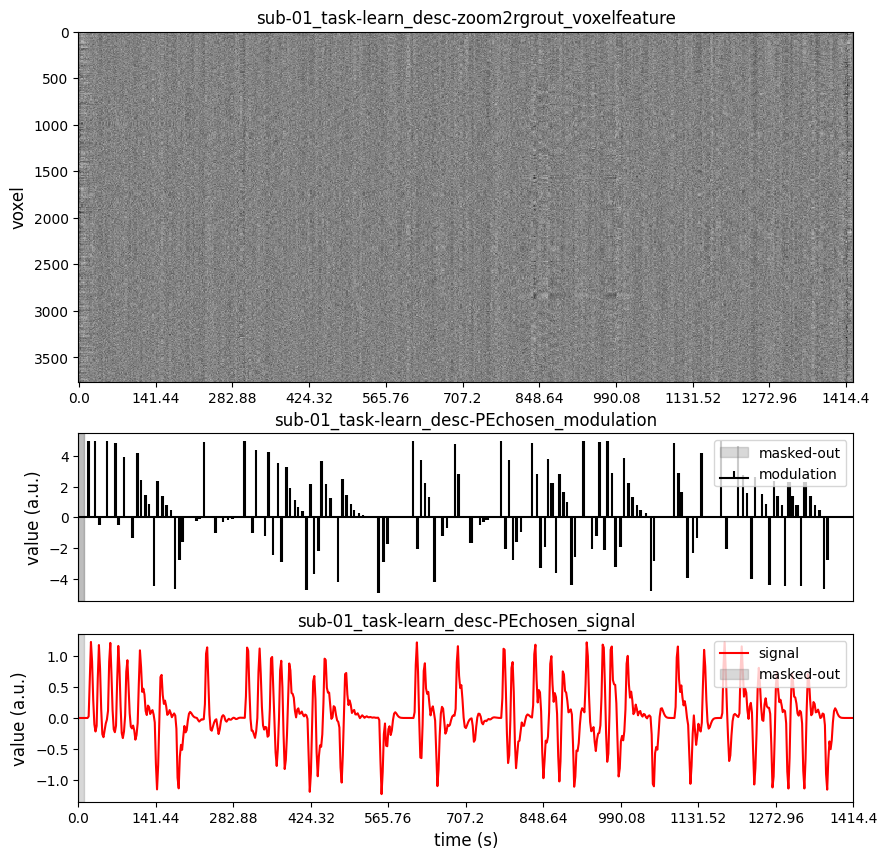 sub-01_task-learn_desc-zoom2rgrout_voxelfeature
voxel
0
500
1000
1500
2000
2500
3000
3500
0.0 141.44 282.88 424.32 565.76 707.2 848.64 990.08 1131.52 1272.96 1414.4
sub-01_task-learn_desc-PEchosen_modulation
value (a.u.)
4
2
0
−2
−4
masked-out
modulation
sub-01_task-learn_desc-PEchosen_signal
value (a.u.)
1.0
0.5
0.0
−0.5
−1.0
signal
masked-out
0.0 141.44 282.88 424.32 565.76 707.2 848.64 990.08 1131.52 1272.96 1414.4
time (s)